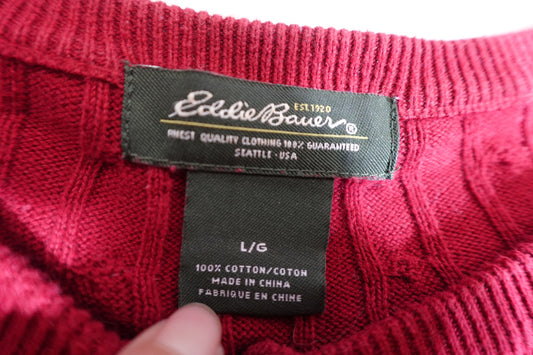 EST. 1920
Eddie Bauer®
FINEST QUALITY CLOTHING 100% GUARANTEED
SEATTLE · USA
L/G
100% COTTON/COTON
MADE IN CHINA
FABRIQUE EN CHINE